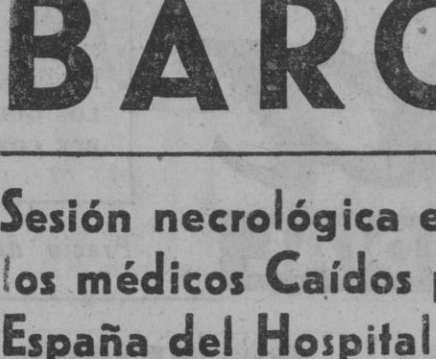 BARC
Sesión necrológica e
los médicos Caídos p
España del Hospital